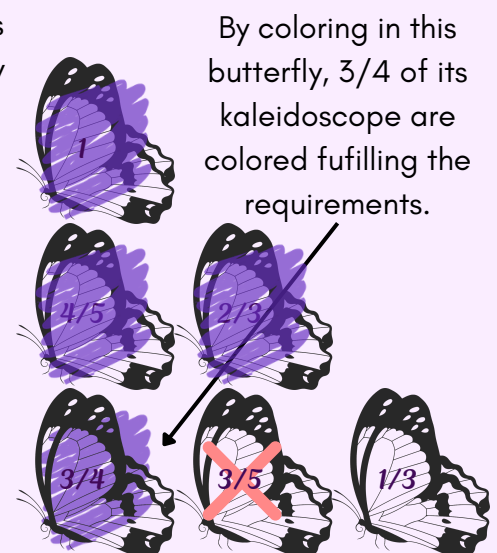 By coloring in this
butterfly, 3/4 of its
kaleidoscope are
colored fufilling the
requirements.
1
4/5 2/3
3/4 3/5 1/3